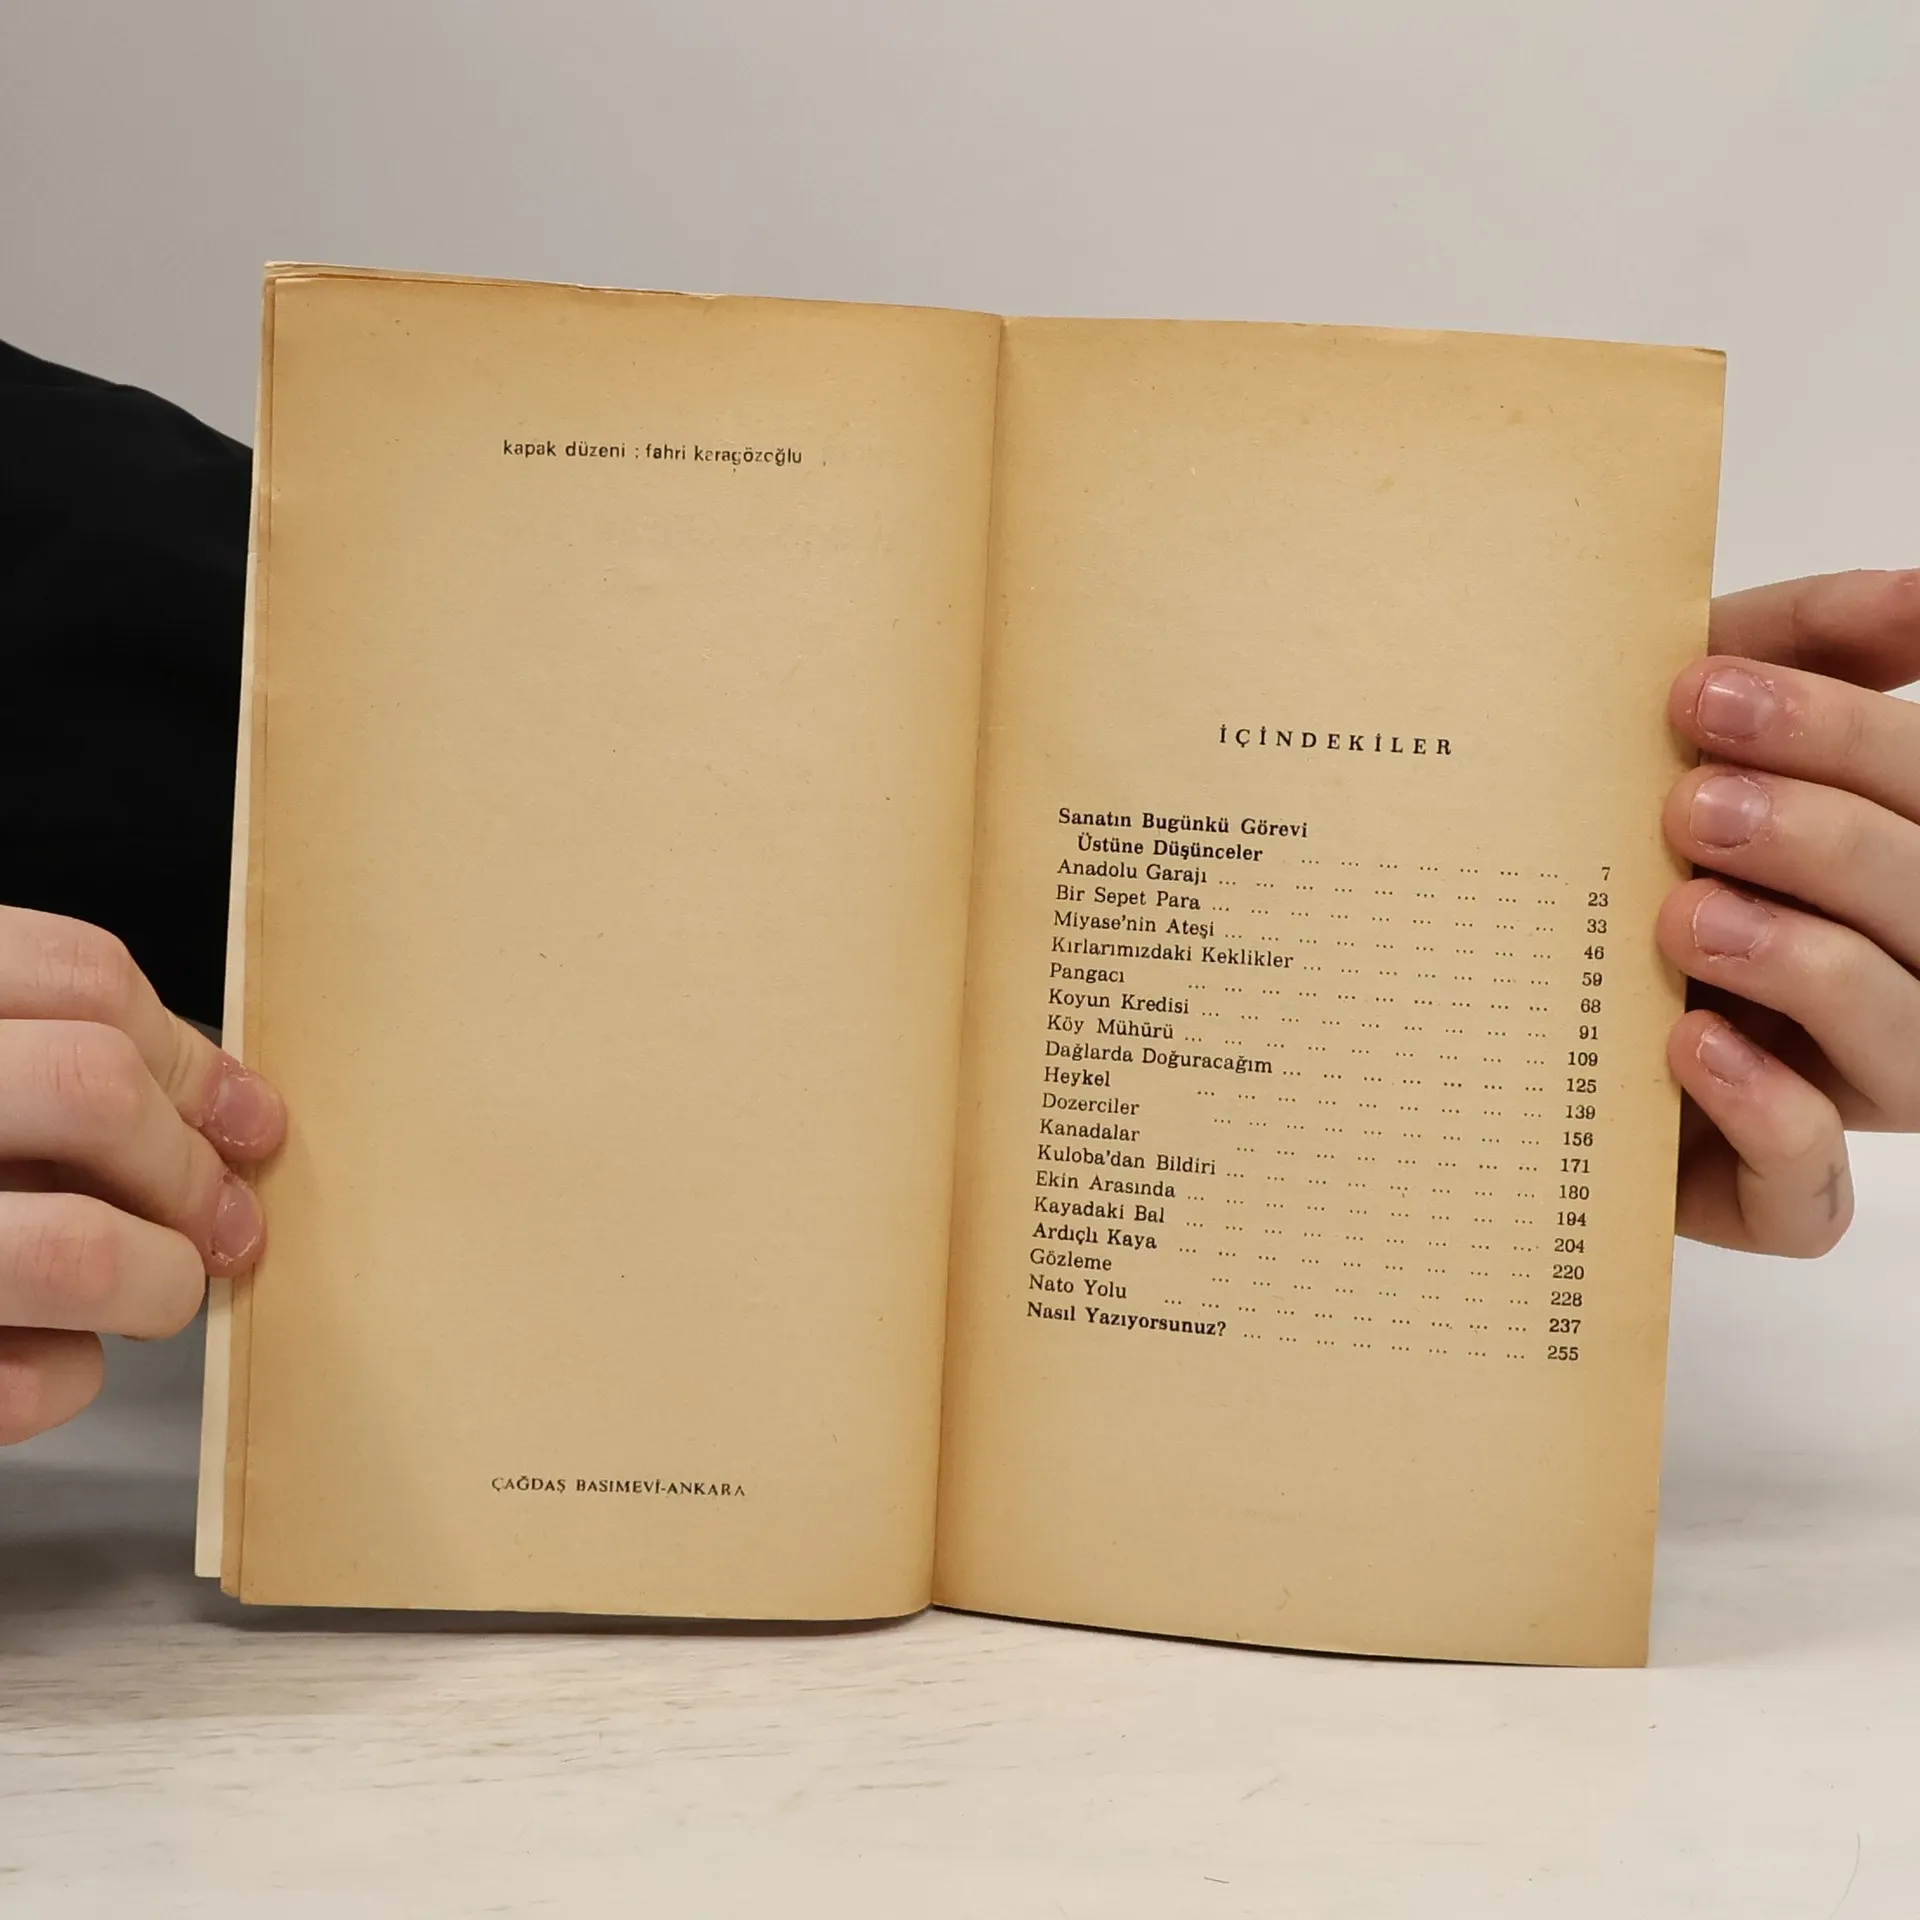 kapak düzeni : fahri karagözoğlu
ÇAĞDAŞ BASIMEVİ-ANKARA
İÇİNDEKİLER
Sanatın Bugünkü Görevi
Üstüne Düşünceler ... ... ... ... ... ... ... 7
Anadolu Garajı ... ... ... ... ... ... ... ... ... 23
Bir Sepet Para ... ... ... ... ... ... ... ... ... 33
Miyase'nin Ateşi ... ... ... ... ... ... ... ... ... 46
Kırlarımızdaki Keklikler ... ... ... ... ... ... ... 59
Pangacı ... ... ... ... ... ... ... ... ... ... 68
Koyun Kredisi ... ... ... ... ... ... ... ... ... 91
Köy Mühürü ... ... ... ... ... ... ... ... ... 109
Dağlarda Doğuracağım ... ... ... ... ... ... ... 125
Heykel ... ... ... ... ... ... ... ... ... 139
Dozerciler ... ... ... ... ... ... ... ... ... 156
Kanadalar ... ... ... ... ... ... ... ... 171
Kuloba'dan Bildiri ... ... ... ... ... ... ... ... 180
Ekin Arasında ... ... ... ... ... ... ... ... ... 194
Kayadaki Bal ... ... ... ... ... ... ... ... ... 204
Ardıçlı Kaya ... ... ... ... ... ... ... ... ... 220
Gözleme ... ... ... ... ... ... ... ... 228
Nato Yolu ... ... ... ... ... ... ... ... ... ... 237
Nasıl Yazıyorsunuz? ... ... ... ... ... ... ... ... 255